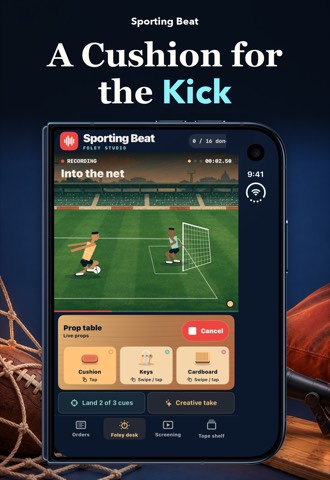 Sporting Beat
A Cushion for
the Kick
Sporting Beat
FOLEY STUDIO
0 / 16 done
RECORDING
00:02.50
Into the net
9:41
Prop table
Live props
Cancel
Cushion
Tap
Keys
Swipe / tap
Cardboard
Swipe / tap
Land 2 of 3 cues
Creative take
Orders
Foley desk
Screening
Tape shelf